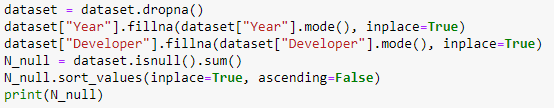 dataset = dataset.dropna()
dataset["Year"].fillna(dataset["Year"].mode(), inplace=True)
dataset["Developer"].fillna(dataset["Developer"].mode(), inplace=True)
N_null = dataset.isnull().sum()
N_null.sort_values(inplace=True, ascending=False)
print(N_null)